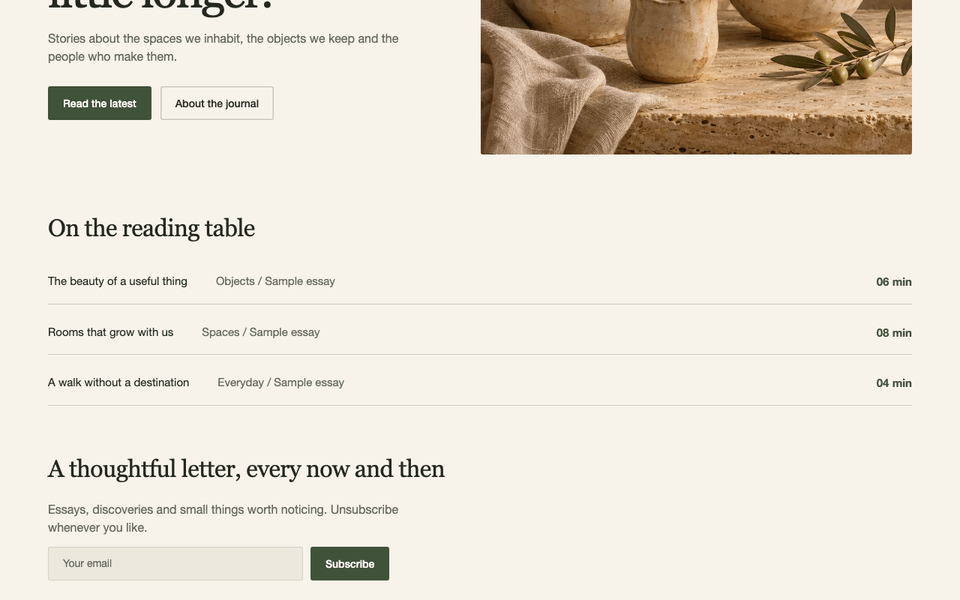 little longer?
Stories about the spaces we inhabit, the objects we keep and the
people who make them.
Read the latest
About the journal
On the reading table
The beauty of a useful thing Objects / Sample essay 06 min
Rooms that grow with us Spaces / Sample essay 08 min
A walk without a destination Everyday / Sample essay 04 min
A thoughtful letter, every now and then
Essays, discoveries and small things worth noticing. Unsubscribe
whenever you like.
Your email
Subscribe